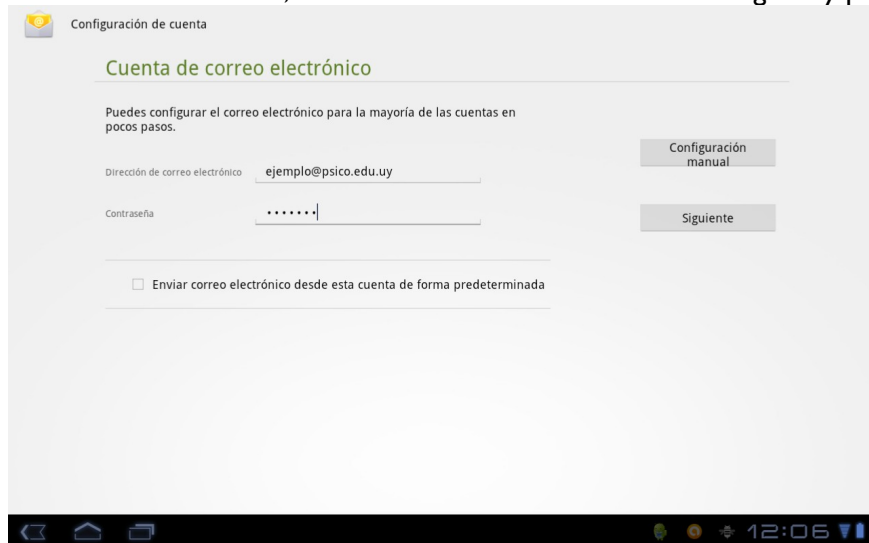 Configuración de cuenta
Cuenta de correo electrónico
Puedes configurar el correo electrónico para la mayoría de las cuentas en
pocos pasos.
Configuración
manual
Dirección de correo electrónico ejemplo@psico.edu.uy
Contraseña •••••••
Siguiente
Enviar correo electrónico desde esta cuenta de forma predeterminada
12:06